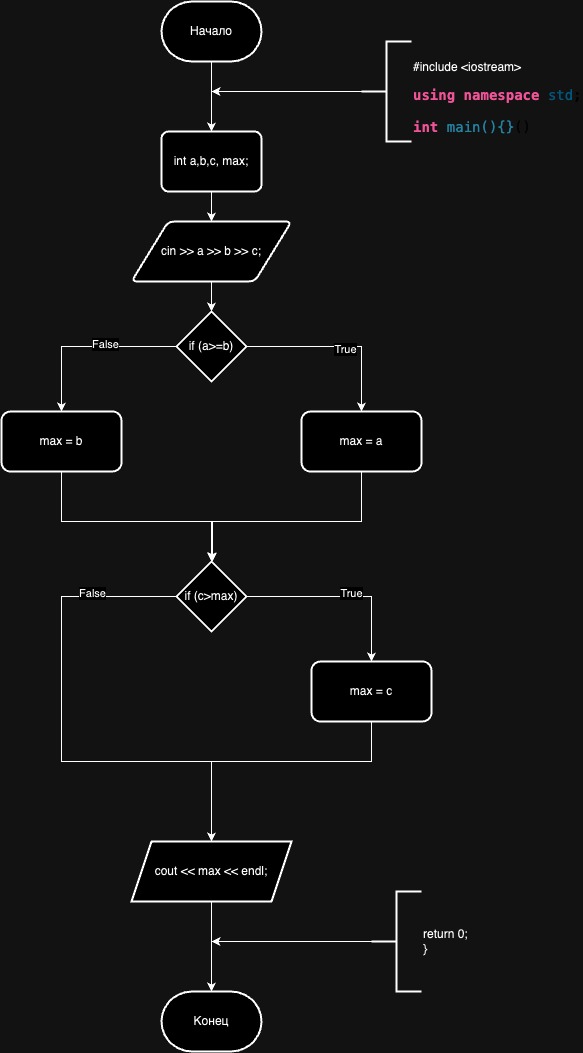 Начало
#include <iostream>
using namespace std;
int main(){}()
int a,b,c, max;
cin >> a >> b >> c;
if (a>=b)
False
True
max = b
max = a
if (c>max)
False
True
max = c
cout << max << endl;
return 0;
}
Конец